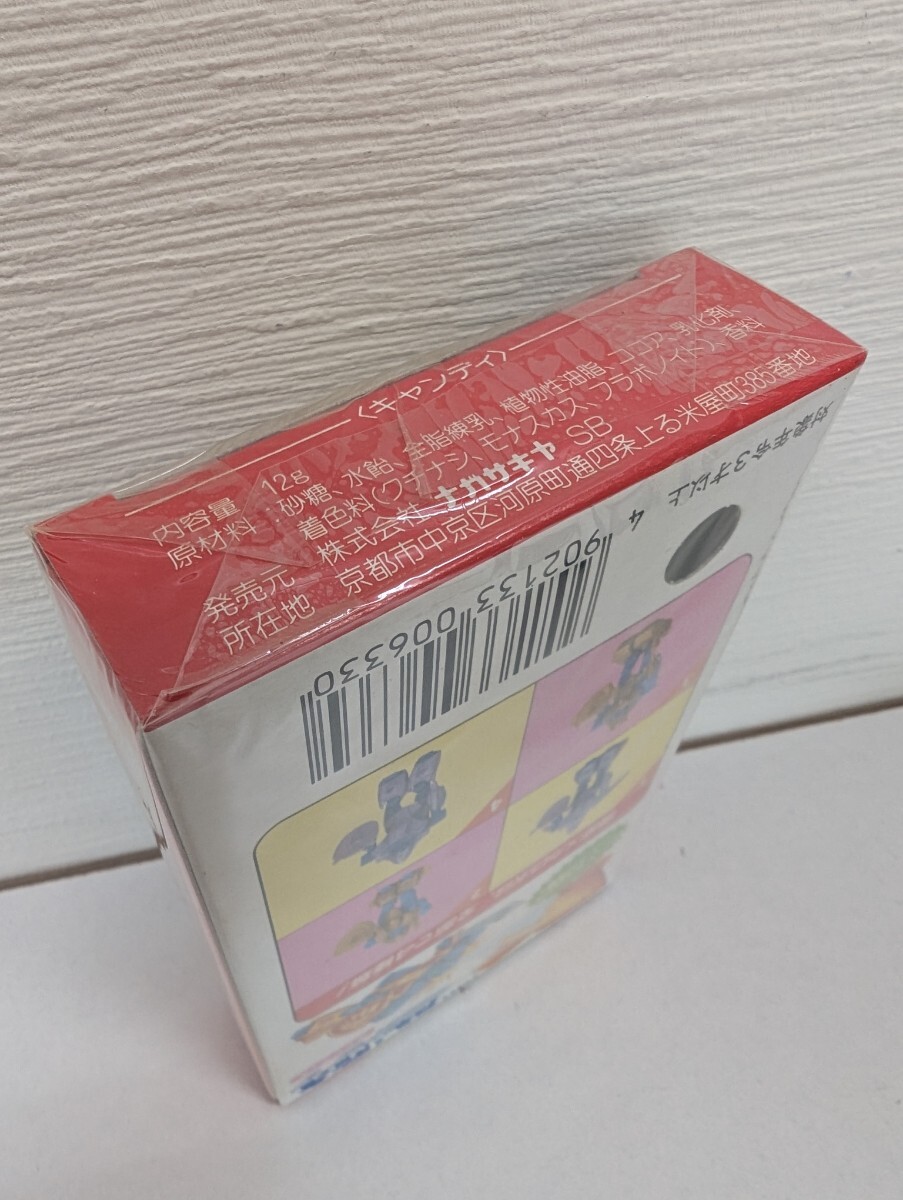 〈キャンディ〉
内容量 12g
原材料 砂糖、水飴、全脂練乳、植物性油脂、ココア、乳化剤、
着色料(クチナシ、モナスカス、フラボノイド)、香料
発売元 株式会社 ナガサキヤ SB
所在地 京都市中京区河原町通四条上る米屋町385番地
対象年令3才以上
4 902133 006330